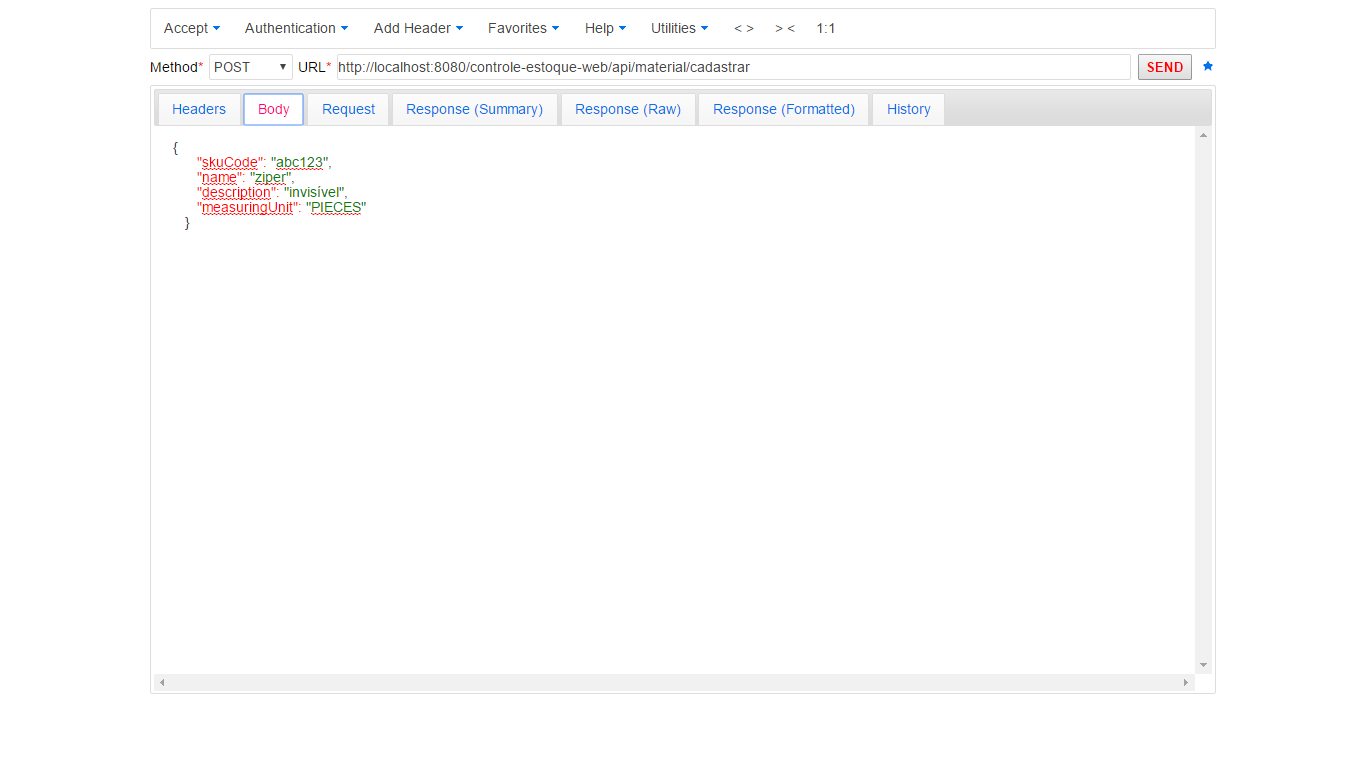 Accept Authentication Add Header Favorites Help Utilities < > > < 1:1
Method* POST URL* http://localhost:8080/controle-estoque-web/api/material/cadastrar SEND
Headers Body Request Response (Summary) Response (Raw) Response (Formatted) History
{
"skuCode": "abc123",
"name": "ziper",
"description": "invisível",
"measuringUnit": "PIECES"
}